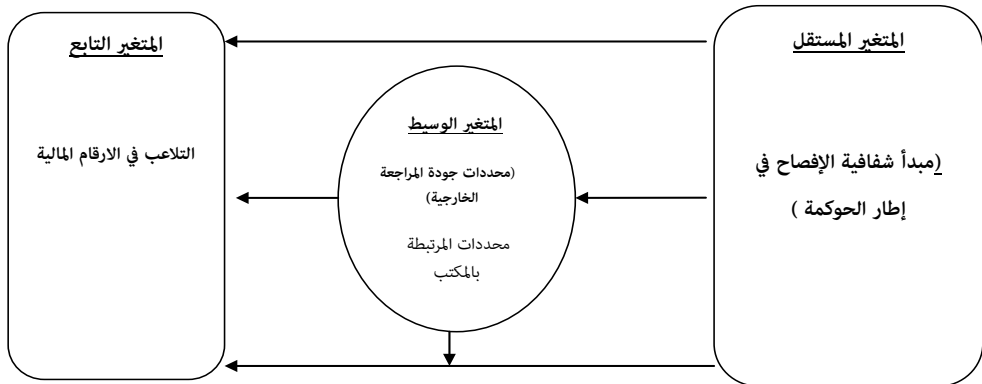 المتغير المستقل
(مبدأ شفافية الإفصاح في
إطار الحوكمة )
المتغير الوسيط
(محددات جودة المراجعة
الخارجية)
محددات المرتبطة
بالمكتب
المتغير التابع
التلاعب في الارقام المالية